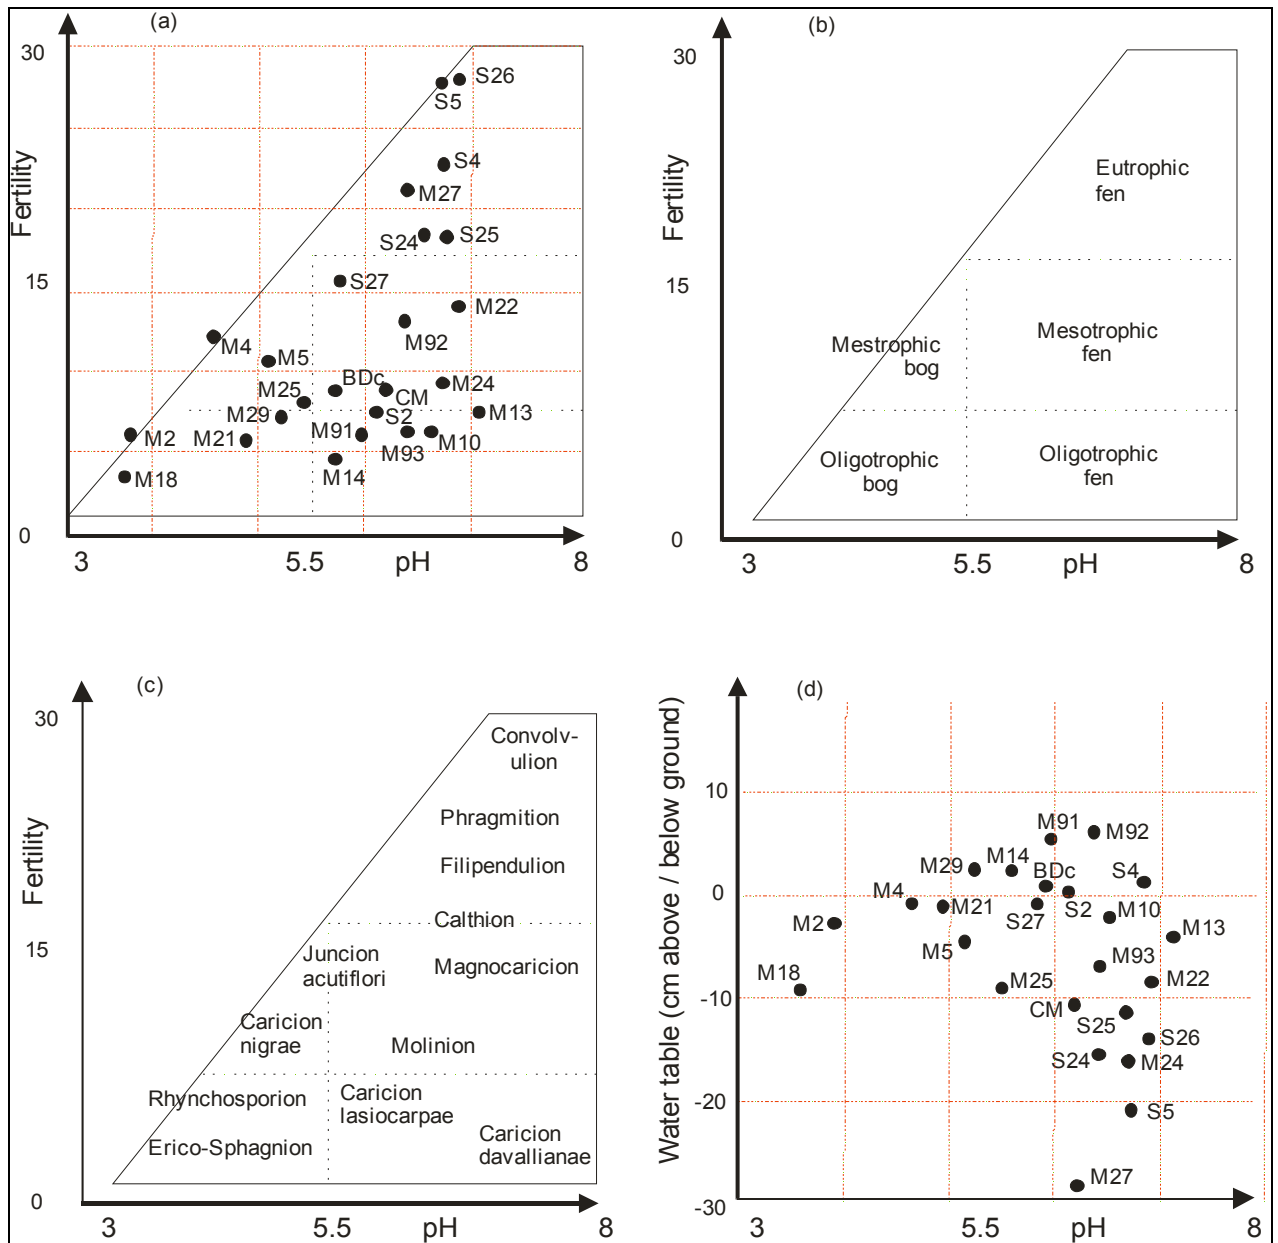 (a)
30
S26
S5
S4
M27
Fertility
S24
S25
S27
15
M22
M92
M4
M5
BDc
M24
M25
CM
M29
S2
M13
M2
M21
M91
M93
M10
M18
M14
0
3
5.5
pH
8
(b)
30
Eutrophic
fen
Fertility
15
Mestrophic
bog
Mesotrophic
fen
Oligotrophic
bog
Oligotrophic
fen
0
3
5.5
pH
8
(c)
30
Convolv-
ulion
Phragmition
Filipendulion
Fertility
Calthion
15
Juncion
acutiflori
Magnocaricion
Caricion
nigrae
Molinion
Rhynchosporion
Caricion
lasiocarpae
Erico-Sphagnion
Caricion
davallianae
0
3
5.5
pH
8
(d)
Water table (cm above / below ground)
10
M91
M92
M29
M14
BDc
S4
0
M4
M21
S27
S2
M10
M2
M13
M5
M93
M18
M25
M22
-10
CM
S25
S26
S24
M24
-20
S5
M27
-30
3
5.5
pH
8